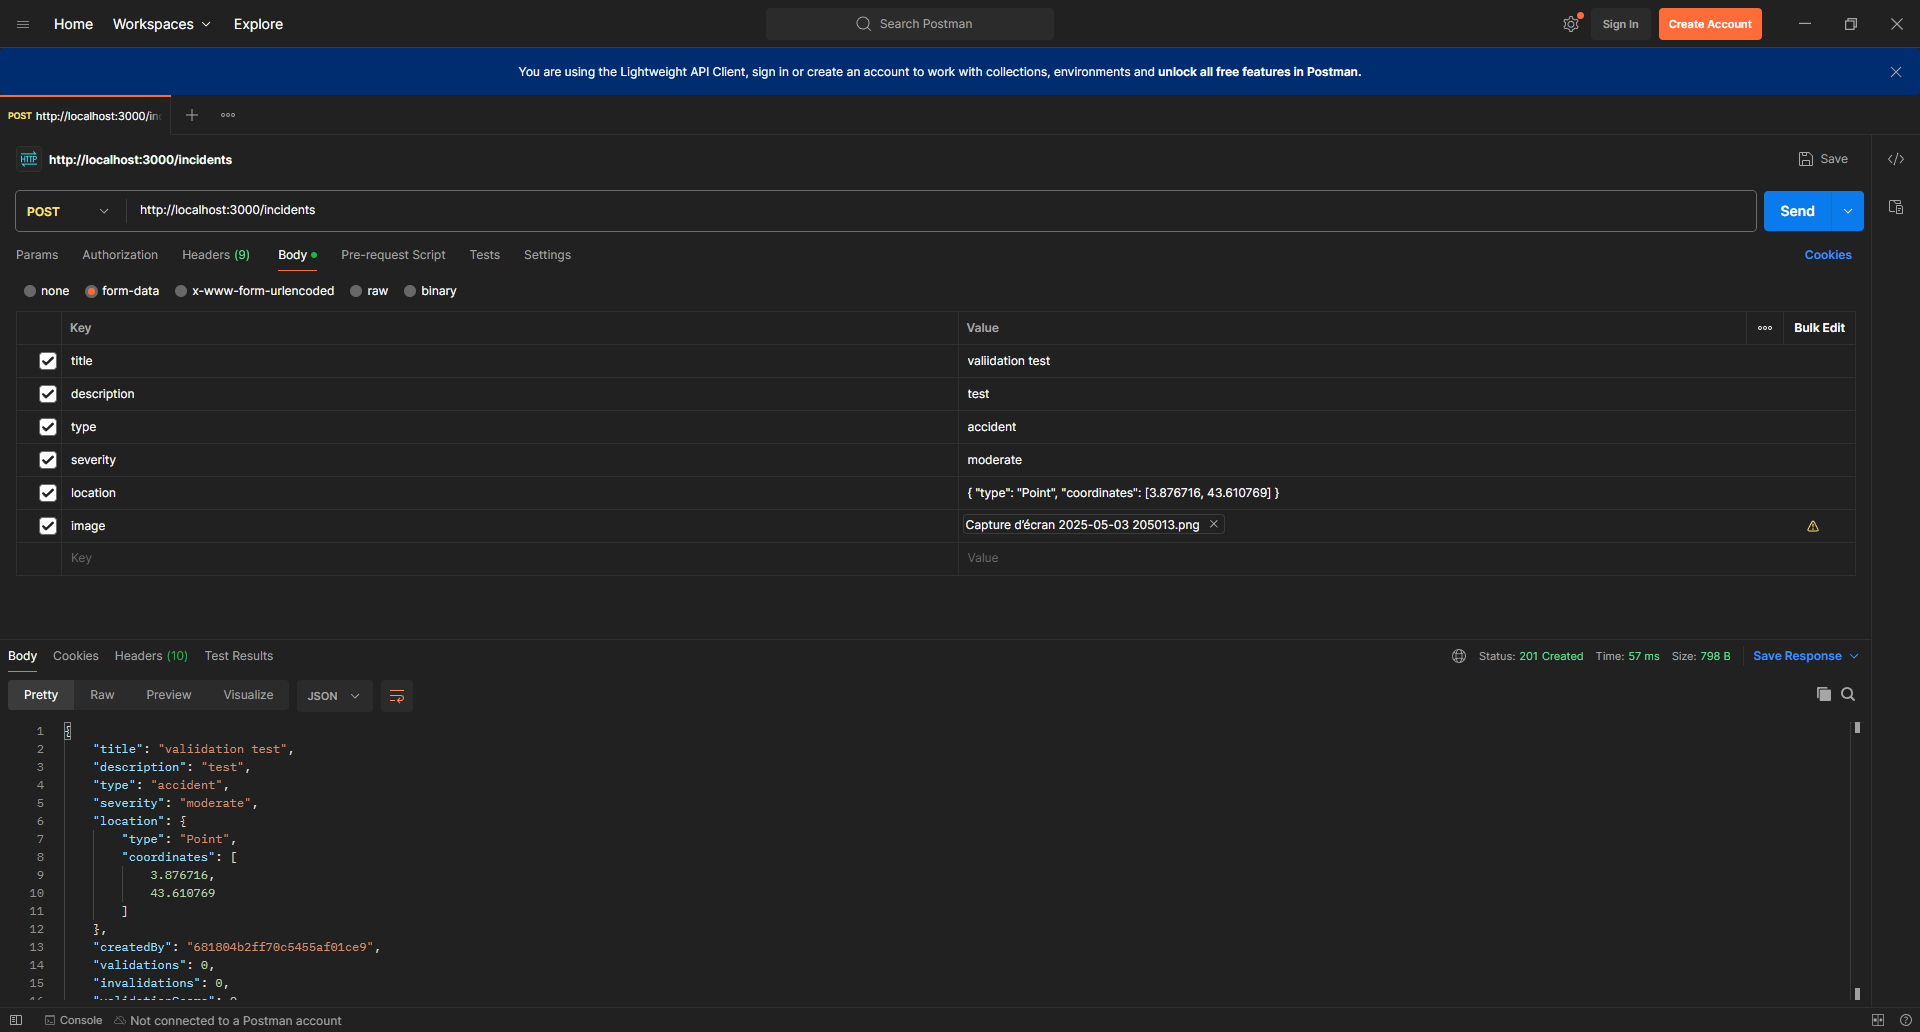 Home Workspaces Explore Search Postman Sign In Create Account
You are using the Lightweight API Client, sign in or create an account to work with collections, environments and unlock all free features in Postman.
POST http://localhost:3000/in
http://localhost:3000/incidents Save
POST http://localhost:3000/incidents Send
Params Authorization Headers (9) Body Pre-request Script Tests Settings Cookies
none form-data x-www-form-urlencoded raw binary
Key Value Bulk Edit
title valiidation test
description test
type accident
severity moderate
location { "type": "Point", "coordinates": [3.876716, 43.610769] }
image Capture d'écran 2025-05-03 205013.png
Key Value
Body Cookies Headers (10) Test Results Status: 201 Created Time: 57 ms Size: 798 B Save Response
Pretty Raw Preview Visualize JSON
1 {
2 "title": "valiidation test",
3 "description": "test",
4 "type": "accident",
5 "severity": "moderate",
6 "location": {
7 "type": "Point",
8 "coordinates": [
9 3.876716,
10 43.610769
11 ]
12 },
13 "createdBy": "681804b2ff70c5455af01ce9",
14 "validations": 0,
15 "invalidations": 0,
Console Not connected to a Postman account